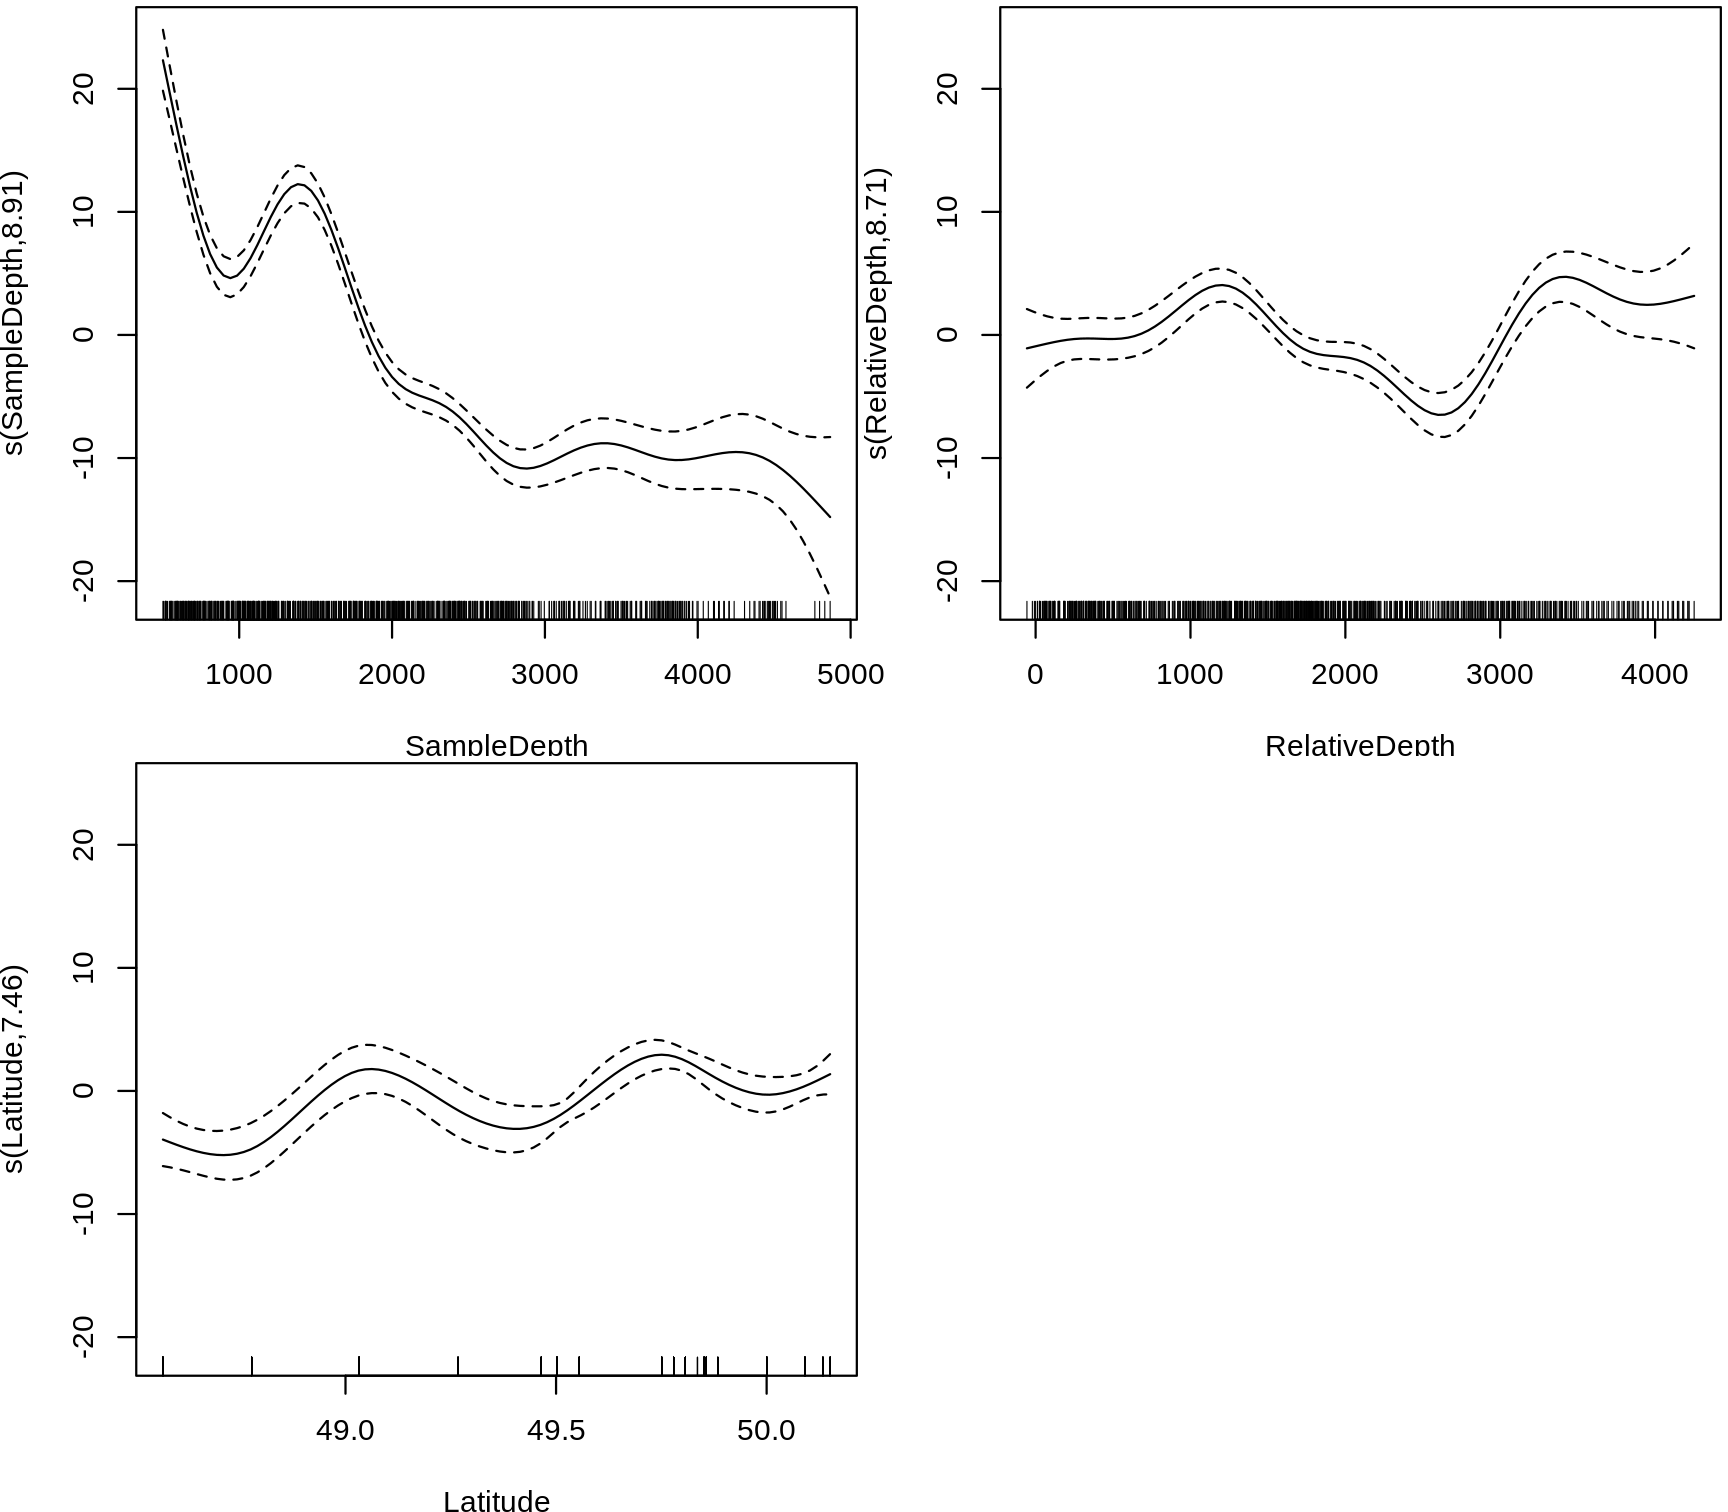 s(SampleDepth,8.91)
20
10
0
-10
-20
1000 2000 3000 4000 5000
SampleDepth
s(RelativeDepth,8.71)
20
10
0
-10
-20
0 1000 2000 3000 4000
RelativeDepth
s(Latitude,7.46)
20
10
0
-10
-20
49.0 49.5 50.0
Latitude